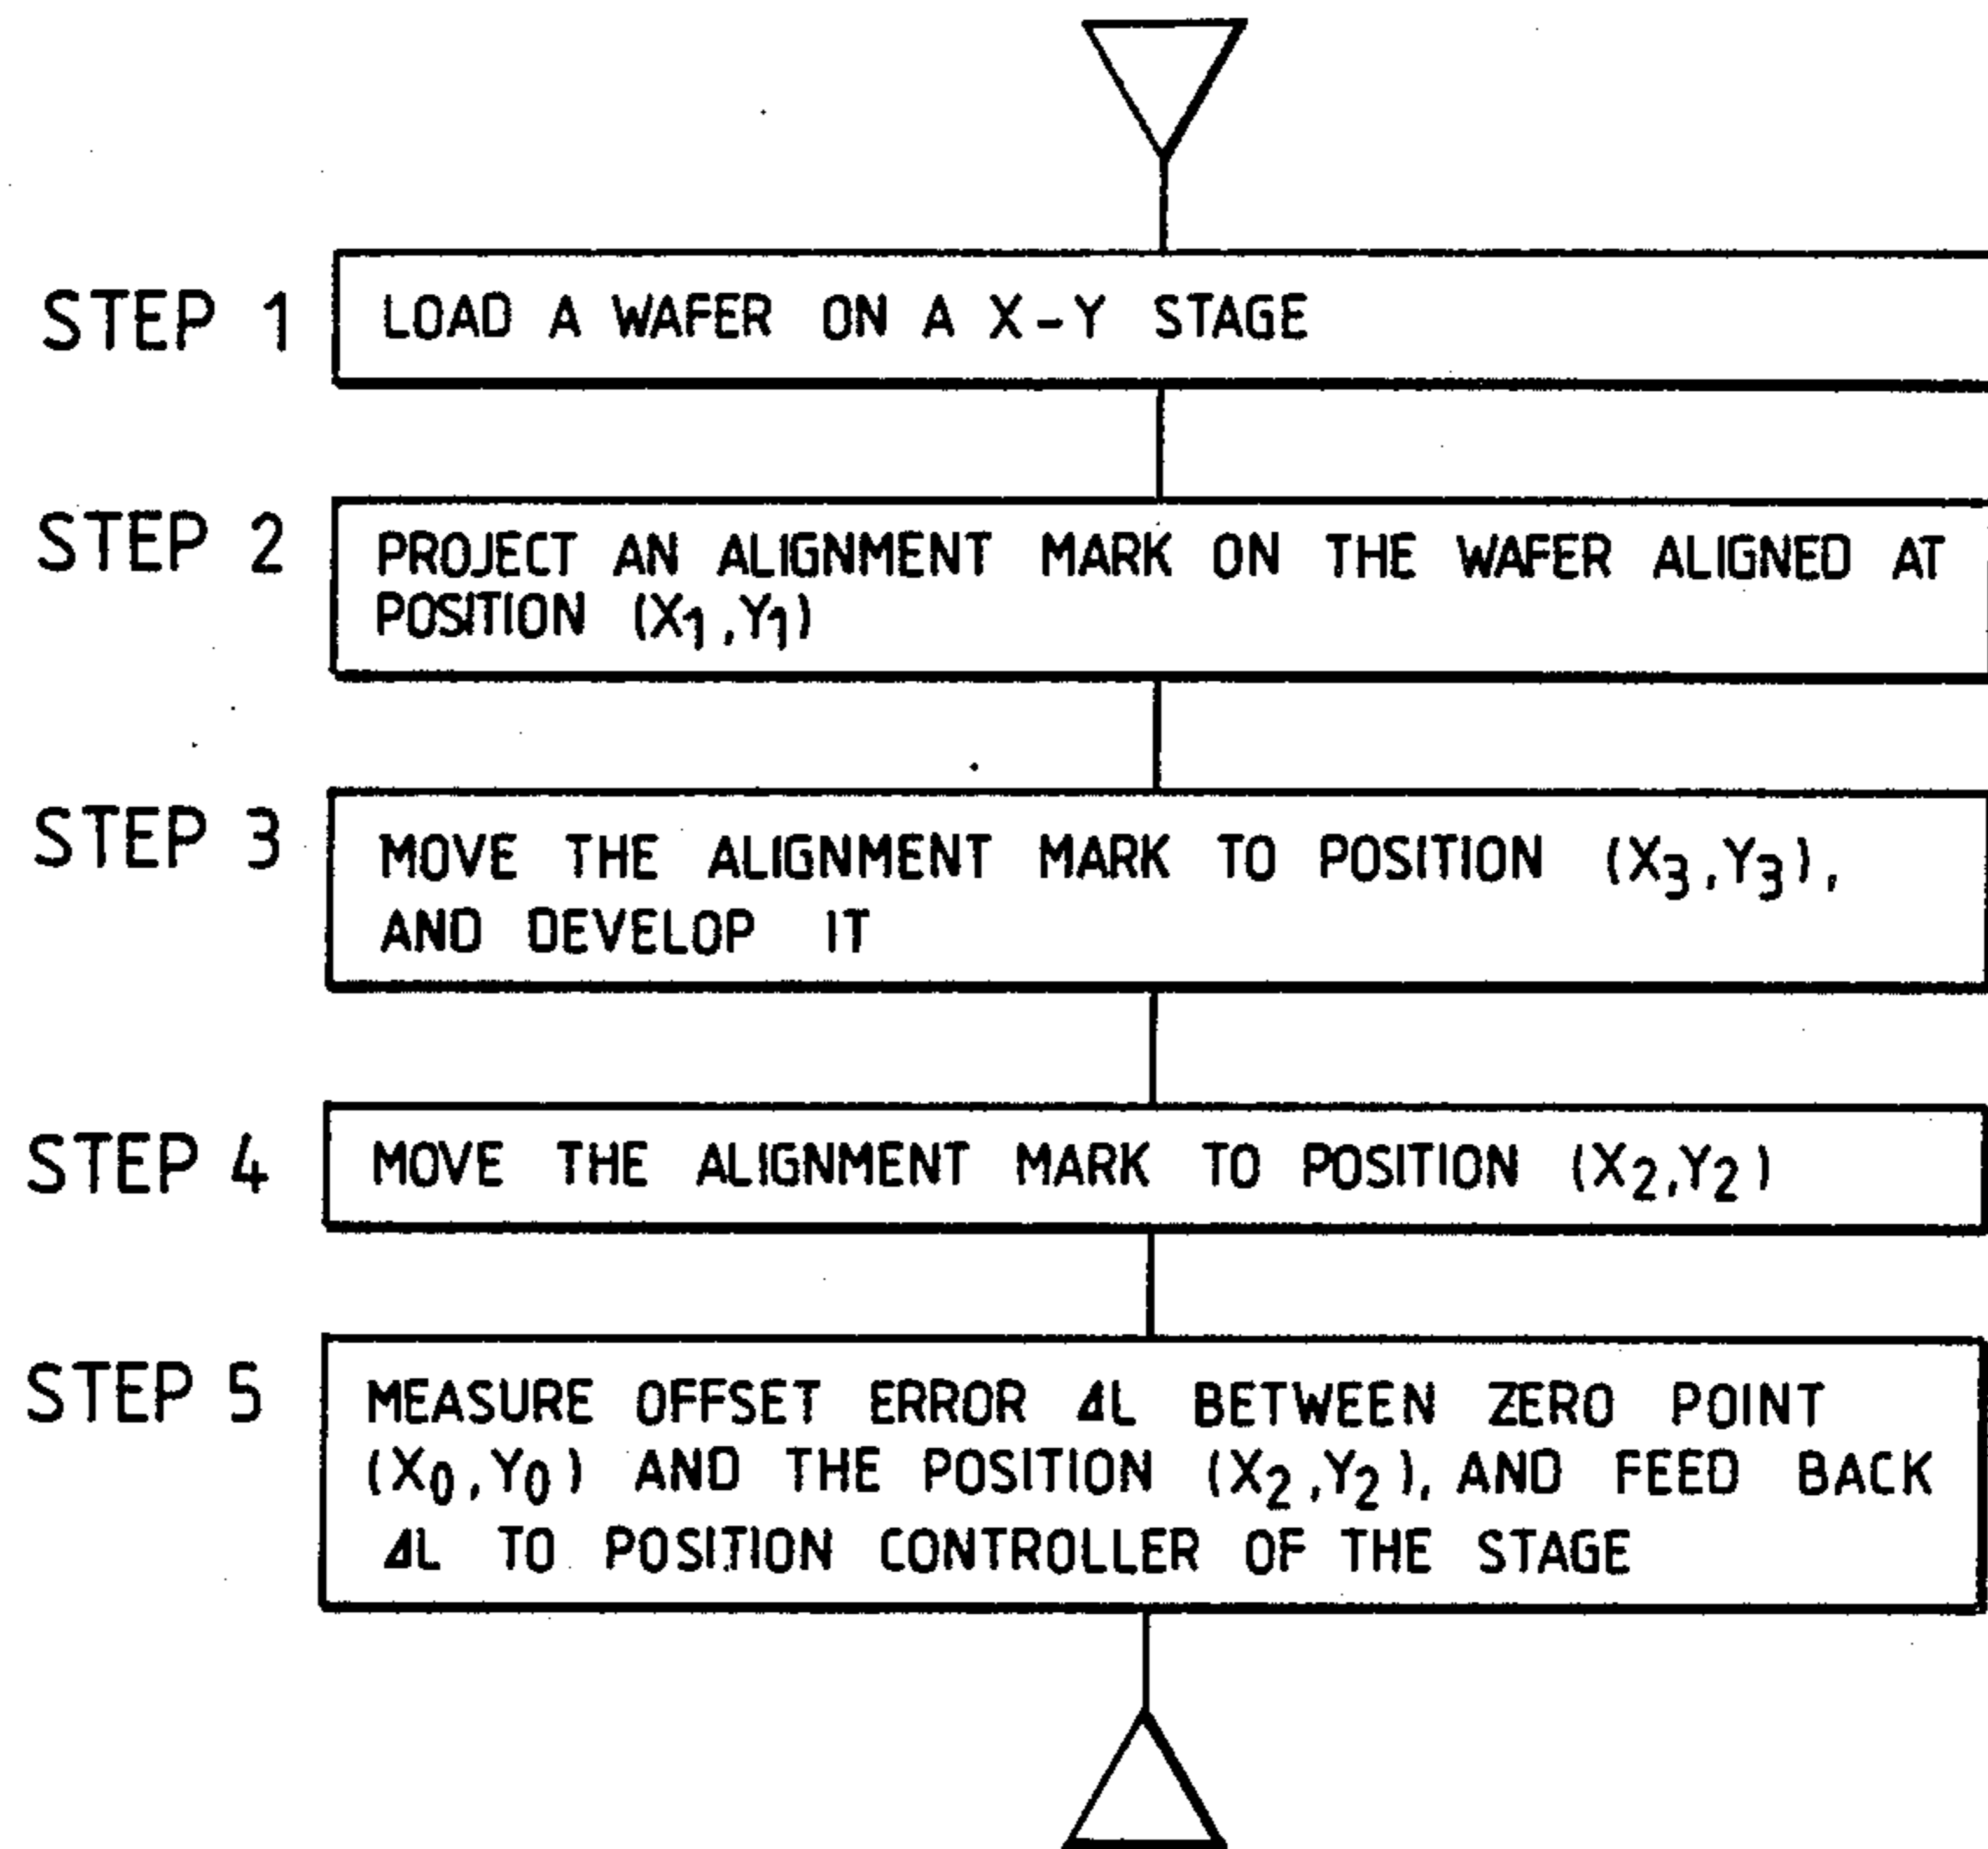 STEP 1
LOAD A WAFER ON A X-Y STAGE
STEP 2
PROJECT AN ALIGNMENT MARK ON THE WAFER ALIGNED AT
POSITION (X₁,Y₁)
STEP 3
MOVE THE ALIGNMENT MARK TO POSITION (X₃,Y₃),
AND DEVELOP IT
STEP 4
MOVE THE ALIGNMENT MARK TO POSITION (X₂,Y₂)
STEP 5
MEASURE OFFSET ERROR ΔL BETWEEN ZERO POINT
(X₀,Y₀) AND THE POSITION (X₂,Y₂), AND FEED BACK
ΔL TO POSITION CONTROLLER OF THE STAGE